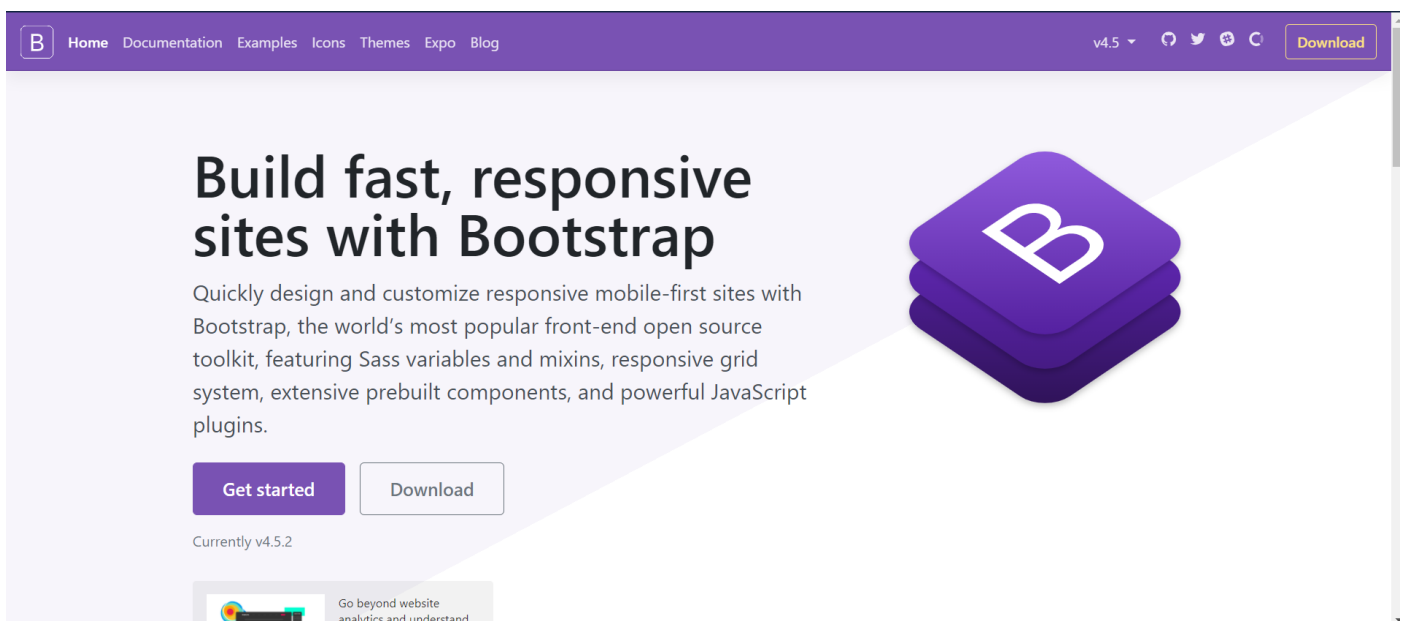 B Home Documentation Examples Icons Themes Expo Blog v4.5 Download
Build fast, responsive
sites with Bootstrap
B
Quickly design and customize responsive mobile-first sites with
Bootstrap, the world's most popular front-end open source
toolkit, featuring Sass variables and mixins, responsive grid
system, extensive prebuilt components, and powerful JavaScript
plugins.
Get started Download
Currently v4.5.2
Go beyond website
analytics and understand